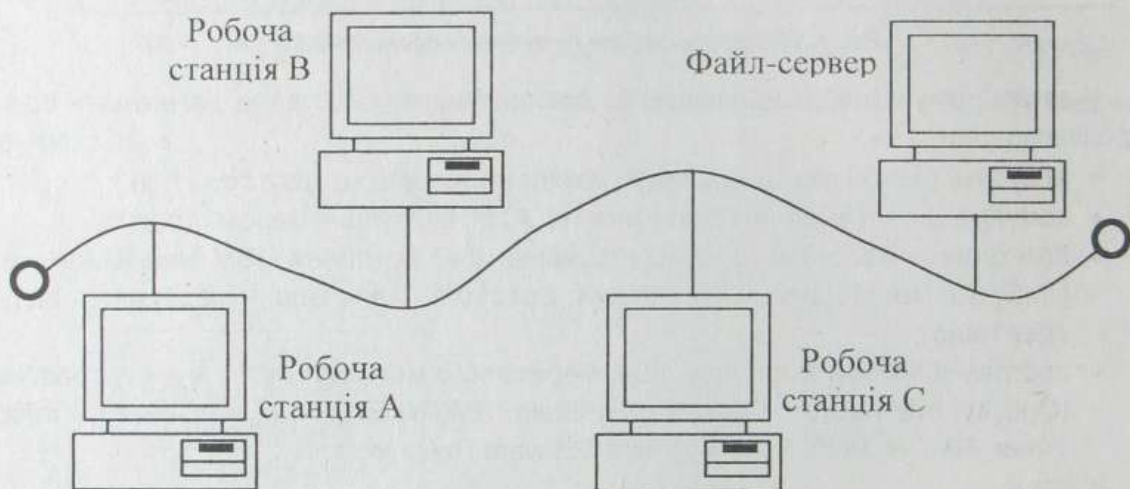 Робоча
станція В
Файл-сервер
Робоча
станція А
Робоча
станція С